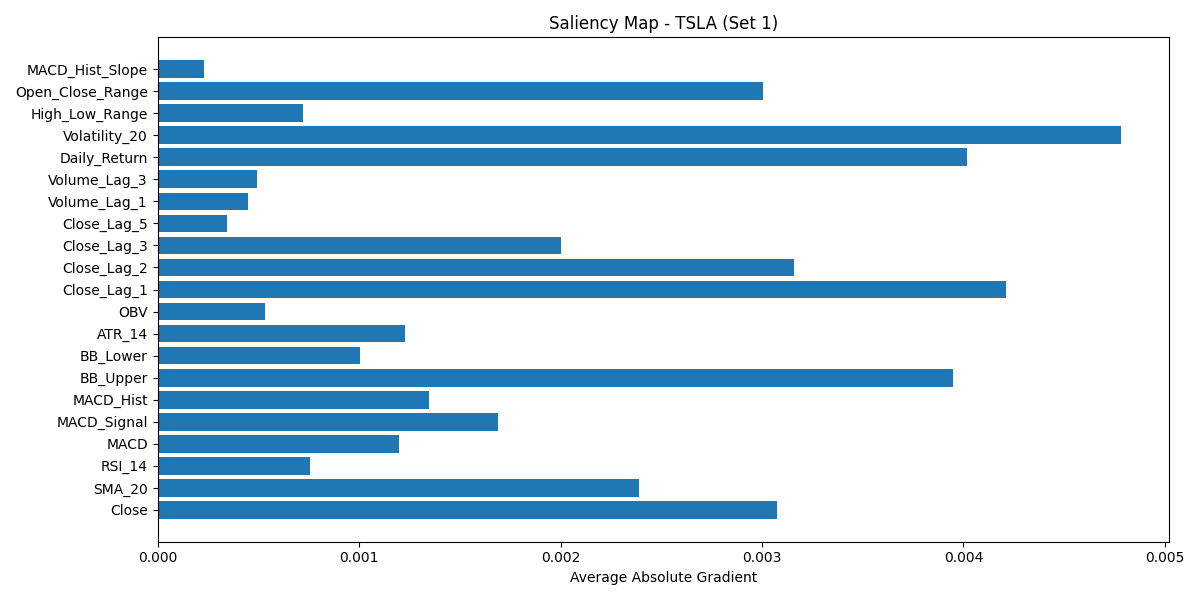 Saliency Map - TSLA (Set 1)
MACD_Hist_Slope
Open_Close_Range
High_Low_Range
Volatility_20
Daily_Return
Volume_Lag_3
Volume_Lag_1
Close_Lag_5
Close_Lag_3
Close_Lag_2
Close_Lag_1
OBV
ATR_14
BB_Lower
BB_Upper
MACD_Hist
MACD_Signal
MACD
RSI_14
SMA_20
Close
0.000 0.001 0.002 0.003 0.004 0.005
Average Absolute Gradient